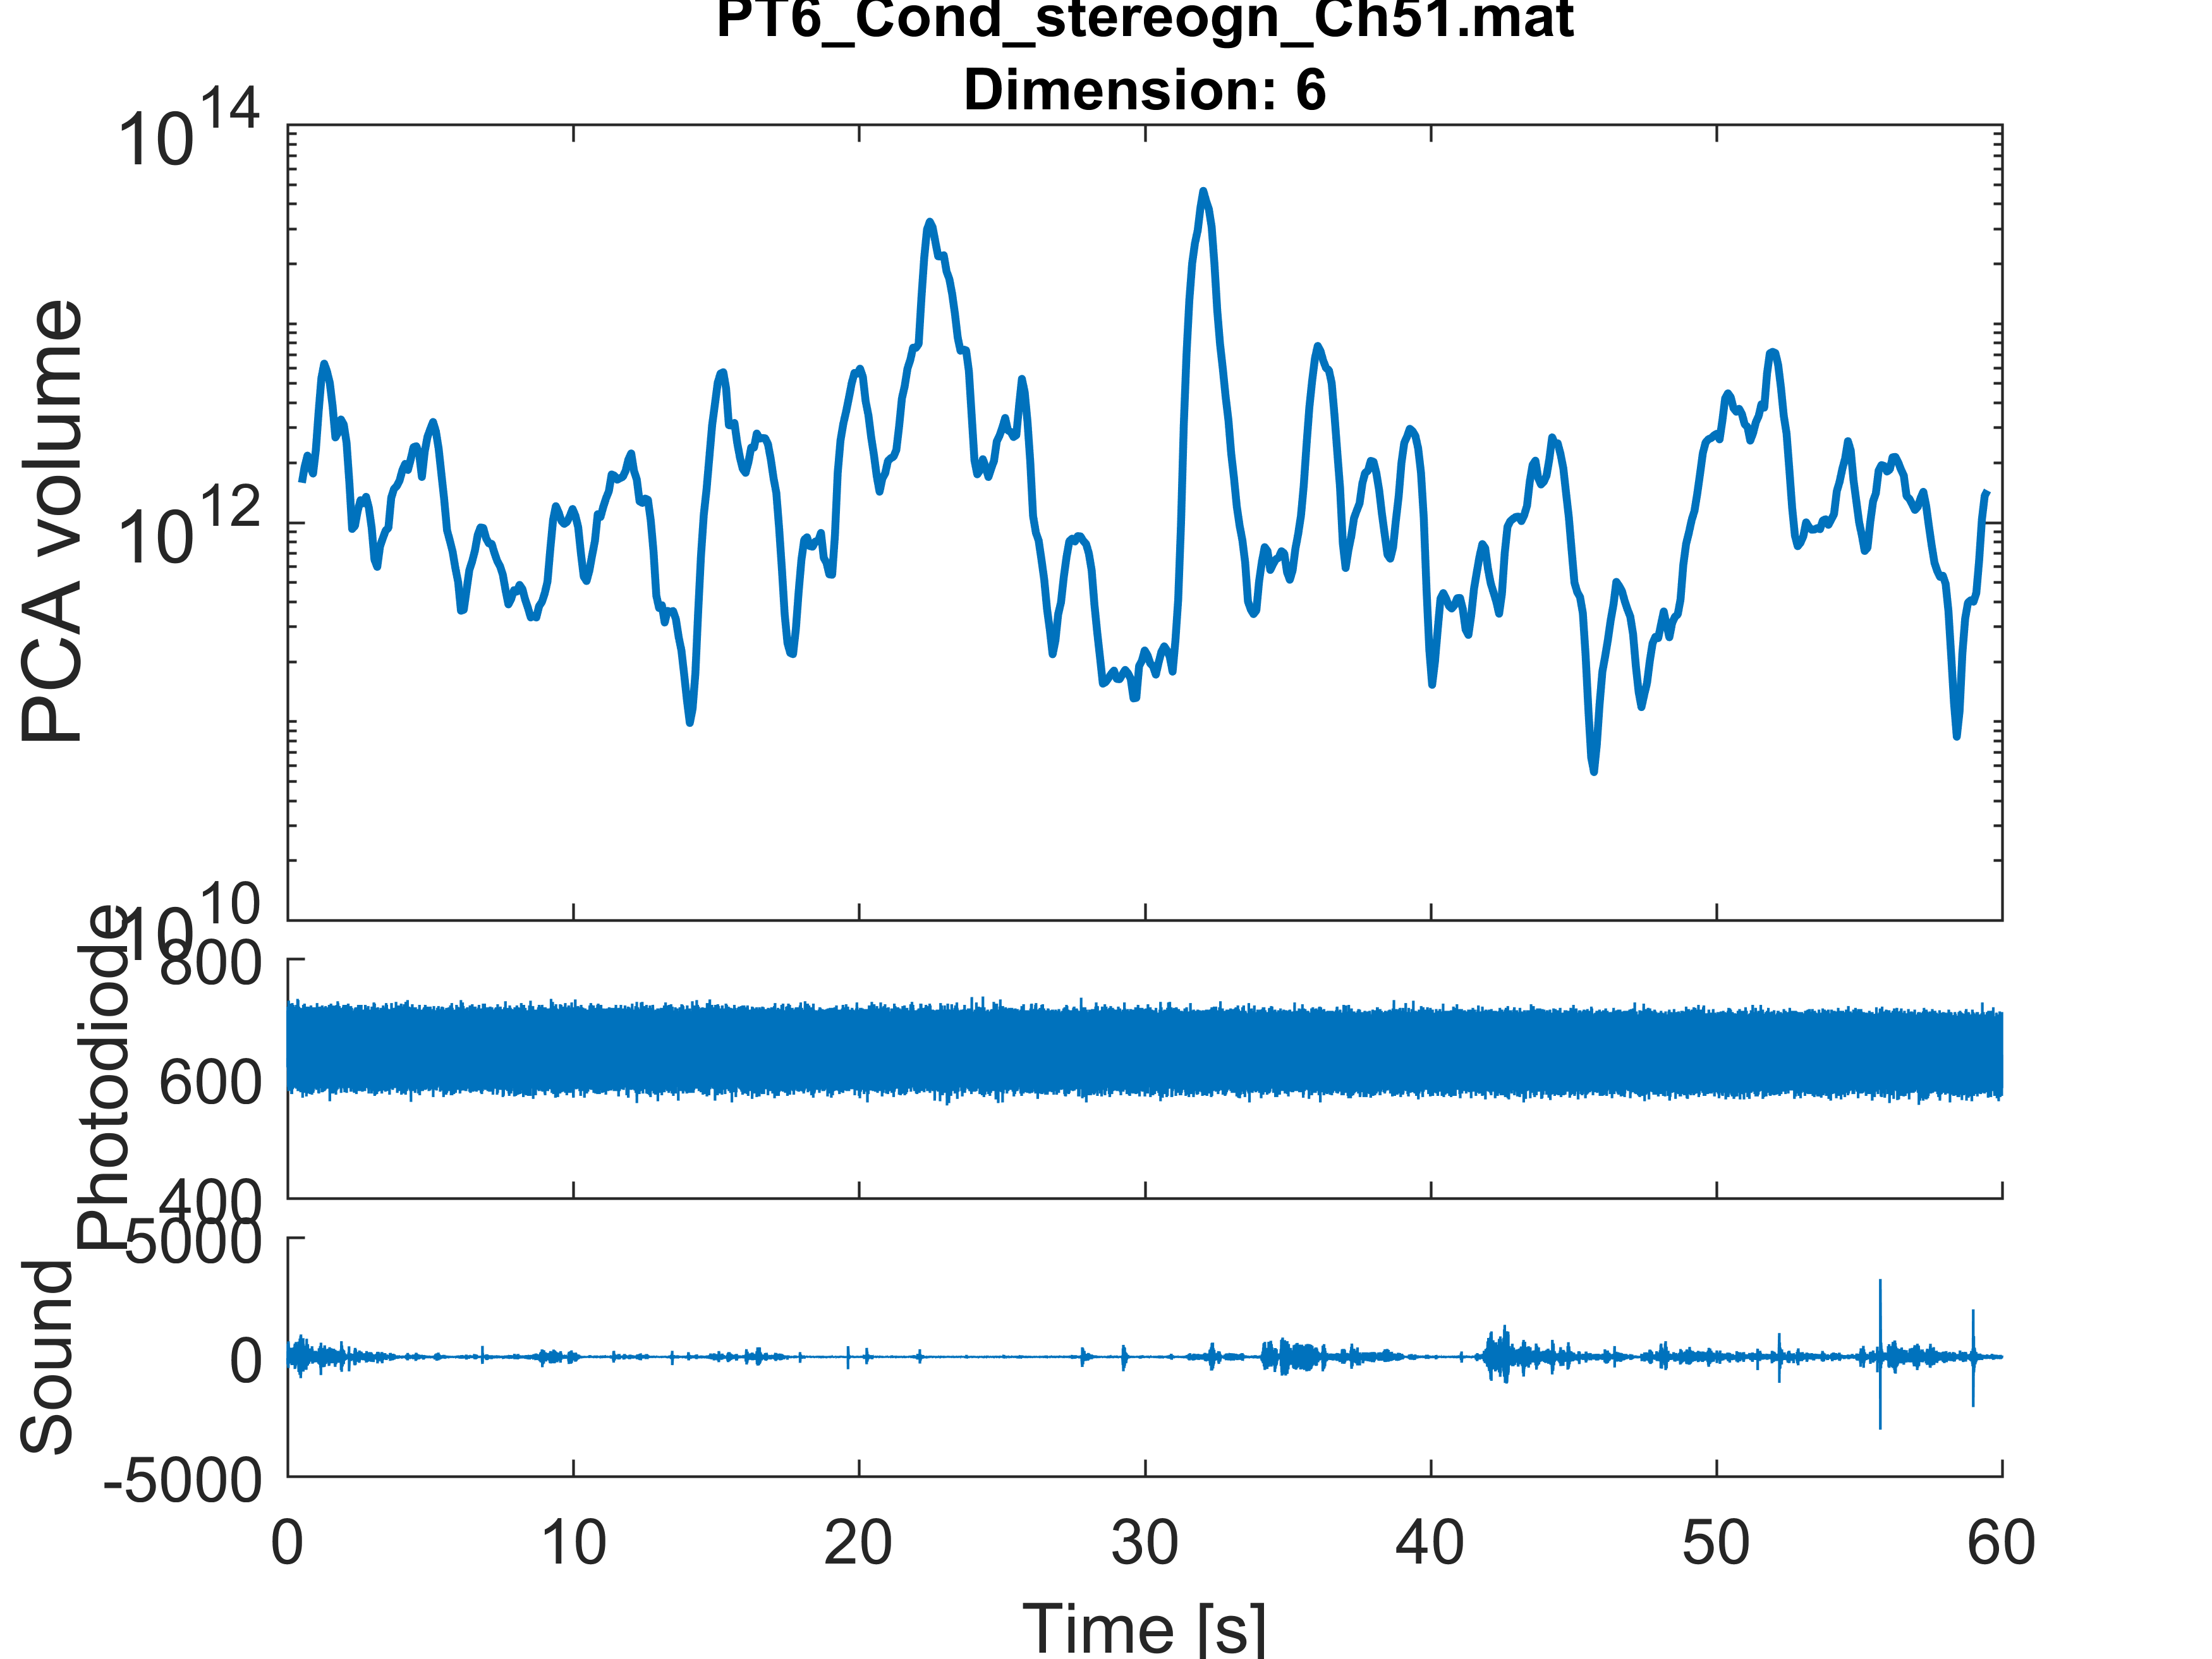 PT6_Cond_stereogn_Ch51.mat
Dimension: 6
10^14
10^12
10^10
PCA volume
800
600
400
Photodiode
5000
0
-5000
Sound
0 10 20 30 40 50 60
Time [s]